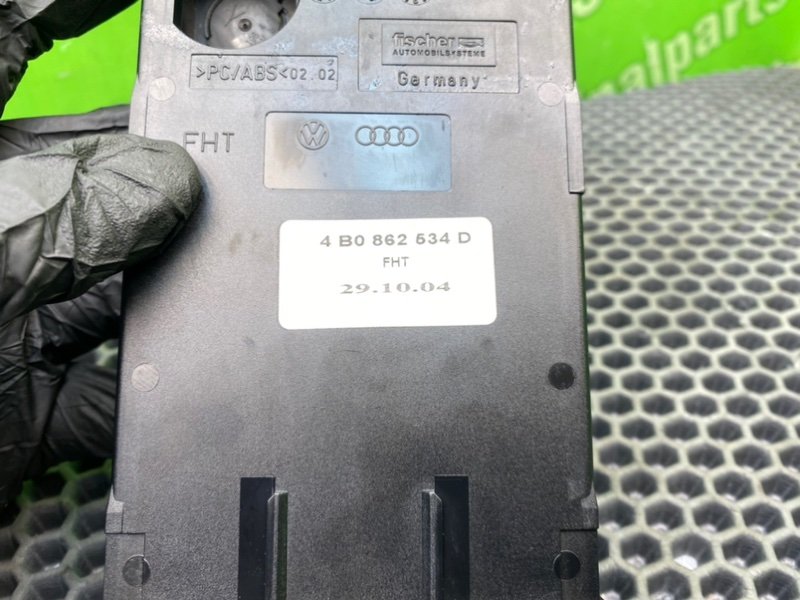 fischer
AUTOMOBILSYSTEME
Germany
>PC/ABS< 02.02
FHT
4 B0 862 534 D
FHT
29.10.04